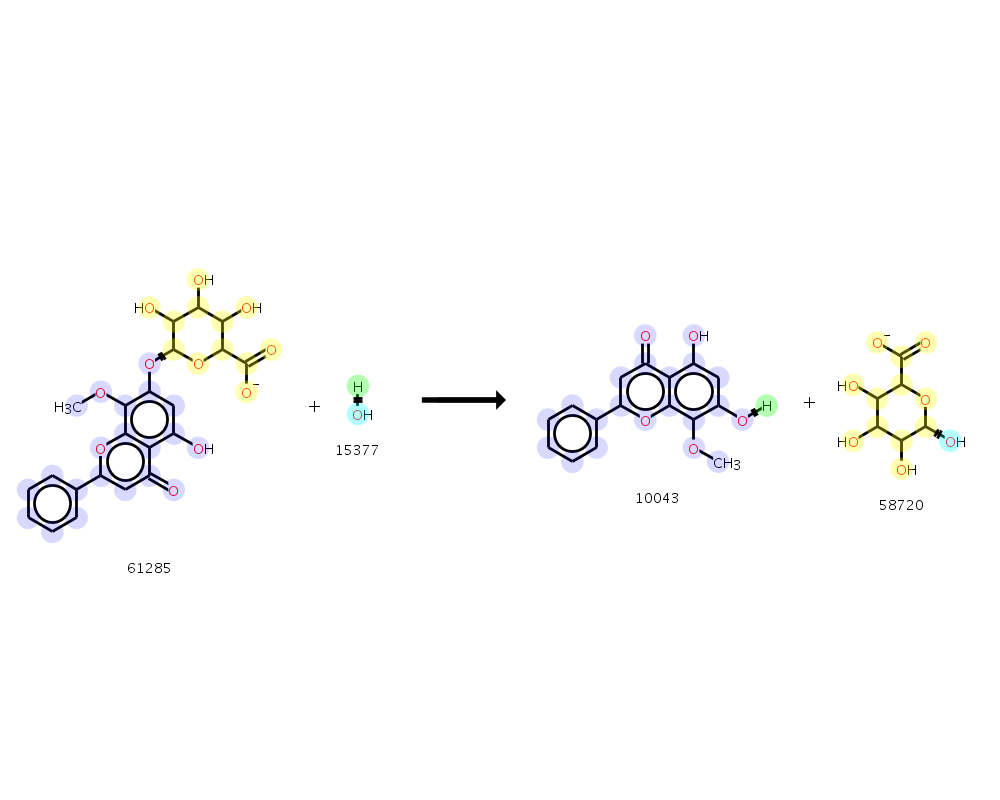 OH
HO OH
O O
O O⁻
O
H₃C
O OH
O
61285
+
H
OH
15377
O OH
O O H
O
CH₃
10043
+
O⁻ O
HO O
HO OH
OH
58720